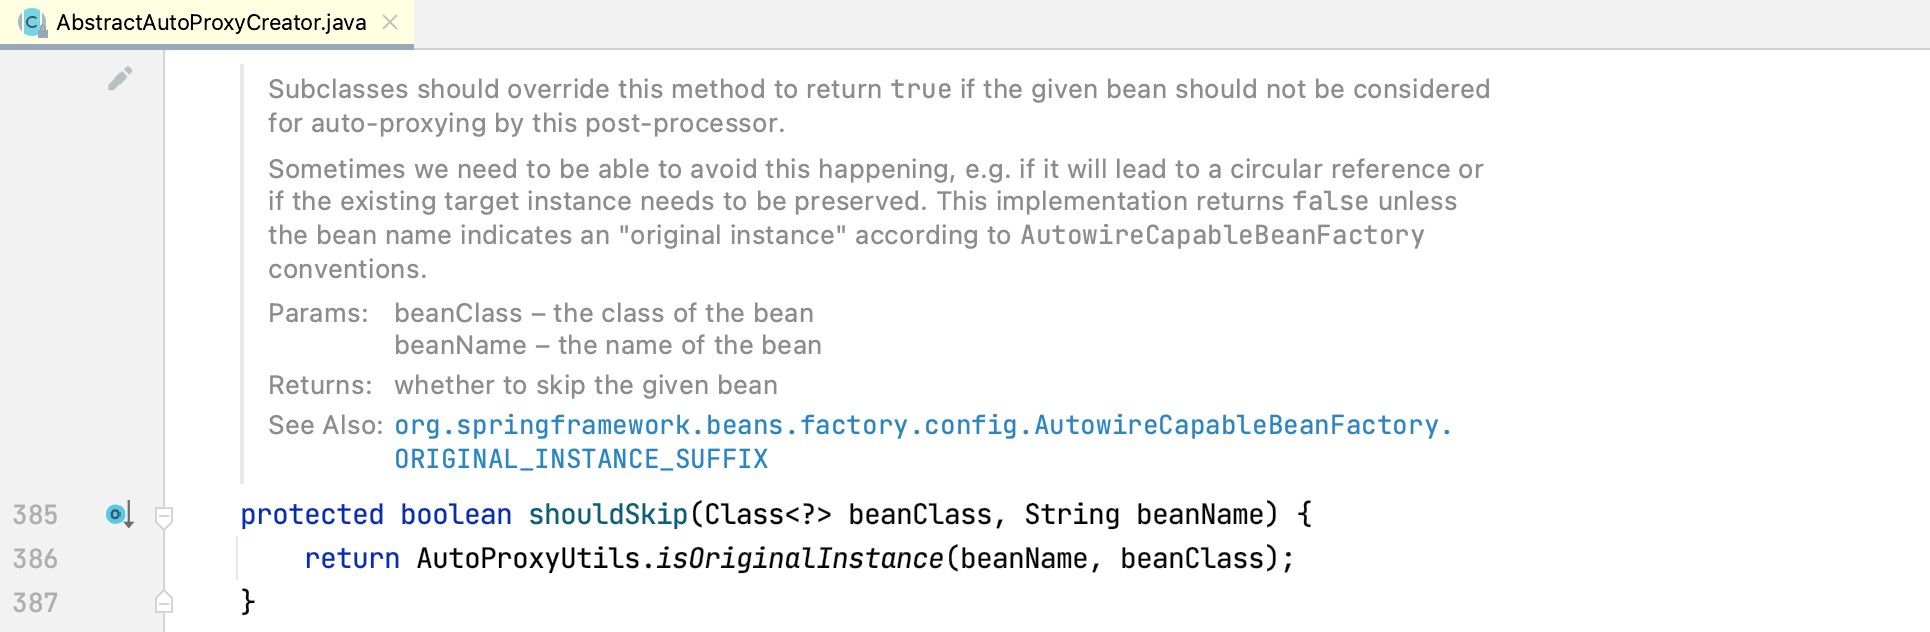 AbstractAutoProxyCreator.java
Subclasses should override this method to return true if the given bean should not be considered
for auto-proxying by this post-processor.
Sometimes we need to be able to avoid this happening, e.g. if it will lead to a circular reference or
if the existing target instance needs to be preserved. This implementation returns false unless
the bean name indicates an "original instance" according to AutowireCapableBeanFactory
conventions.
Params: beanClass – the class of the bean
beanName – the name of the bean
Returns: whether to skip the given bean
See Also: org.springframework.beans.factory.config.AutowireCapableBeanFactory.
ORIGINAL_INSTANCE_SUFFIX
385 protected boolean shouldSkip(Class<?> beanClass, String beanName) {
386 return AutoProxyUtils.isOriginalInstance(beanName, beanClass);
387 }